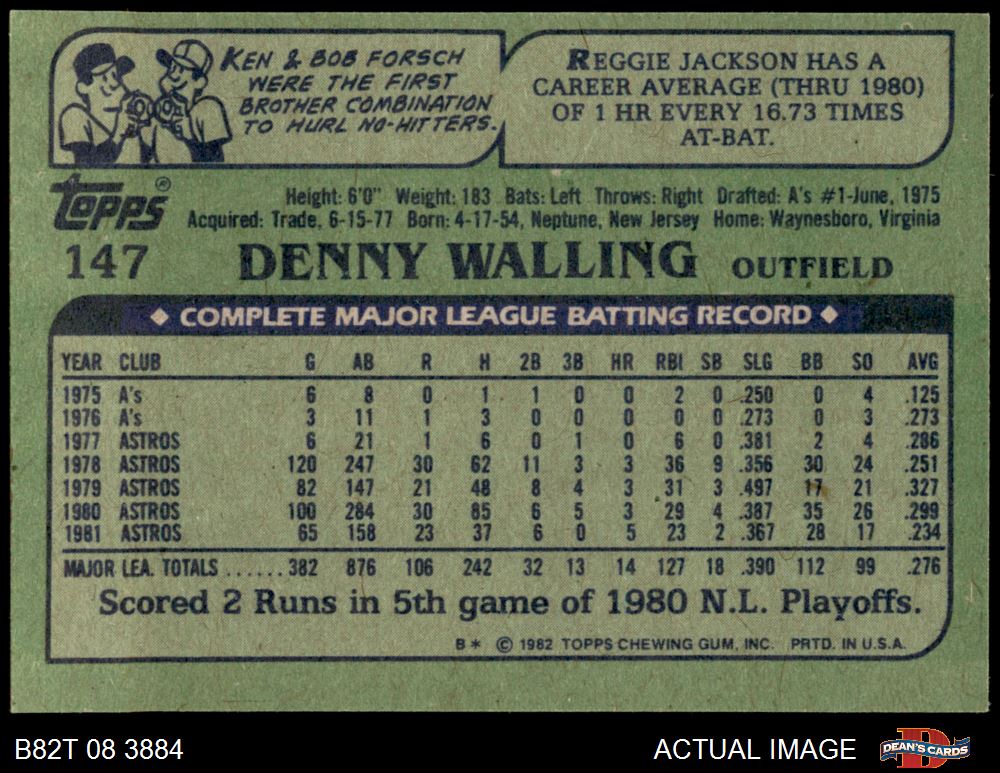 KEN & BOB FORSCH
WERE THE FIRST
BROTHER COMBINATION
TO HURL NO-HITTERS.
REGGIE JACKSON HAS A
CAREER AVERAGE (THRU 1980)
OF 1 HR EVERY 16.73 TIMES
AT-BAT.
Topps®
Height: 6'0" Weight: 183 Bats: Left Throws: Right Drafted: A's #1-June, 1975
Acquired: Trade, 6-15-77 Born: 4-17-54, Neptune, New Jersey Home: Waynesboro, Virginia
147 DENNY WALLING OUTFIELD
◆ COMPLETE MAJOR LEAGUE BATTING RECORD ◆
YEAR CLUB G AB R H 2B 3B HR RBI SB SLG BB SO AVG
1975 A's 6 8 0 1 1 0 0 2 0 .250 0 4 .125
1976 A's 3 11 1 3 0 0 0 0 0 .273 0 3 .273
1977 ASTROS 6 21 1 6 0 1 0 6 0 .381 2 4 .286
1978 ASTROS 120 247 30 62 11 3 3 36 9 .356 30 24 .251
1979 ASTROS 82 147 21 48 8 4 3 31 3 .497 17 21 .327
1980 ASTROS 100 284 30 85 6 5 3 29 4 .387 35 26 .299
1981 ASTROS 65 158 23 37 6 0 5 23 2 .367 28 17 .234
MAJOR LEA. TOTALS ......382 876 106 242 32 13 14 127 18 .390 112 99 .276
Scored 2 Runs in 5th game of 1980 N.L. Playoffs.
B* © 1982 TOPPS CHEWING GUM, INC. PRTD. IN U.S.A.
B82T 08 3884 ACTUAL IMAGE DEAN'S CARDS